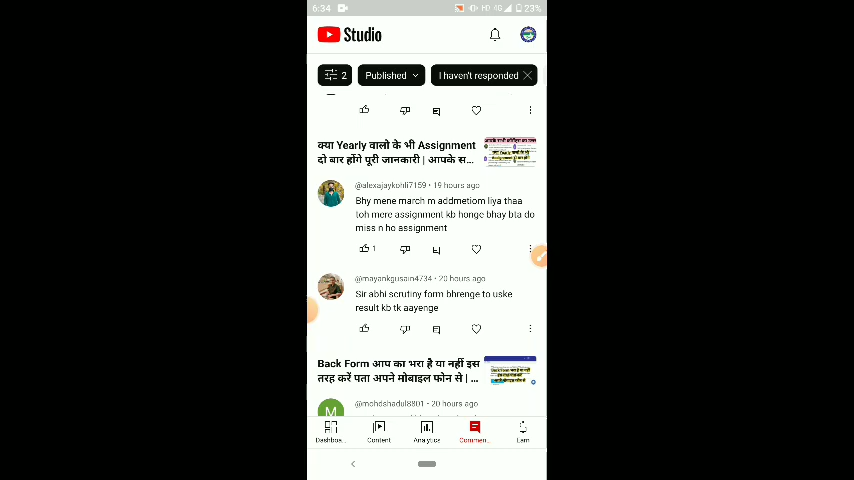 6:34 HD 4G 23%
Studio
2 Published I haven't responded
क्या Yearly वालो के भी Assignment
दो बार होंगे पूरी जानकारी | आपके स...
@alexajaykohli7159 • 19 hours ago
Bhy mene march m addmetiom liya thaa
toh mere assignment kb honge bhay bta do
miss n ho assignment
1
@mayankgusain4734 • 20 hours ago
Sir abhi scrutiny form bhrenge to uske
result kb tk aayenge
Back Form आप का भरा है या नहीं इस
तरह करें पता अपने मोबाइल फोन से | ...
M
@mohdshadul8801 • 20 hours ago
Dashboa... Content Analytics Commen... Earn